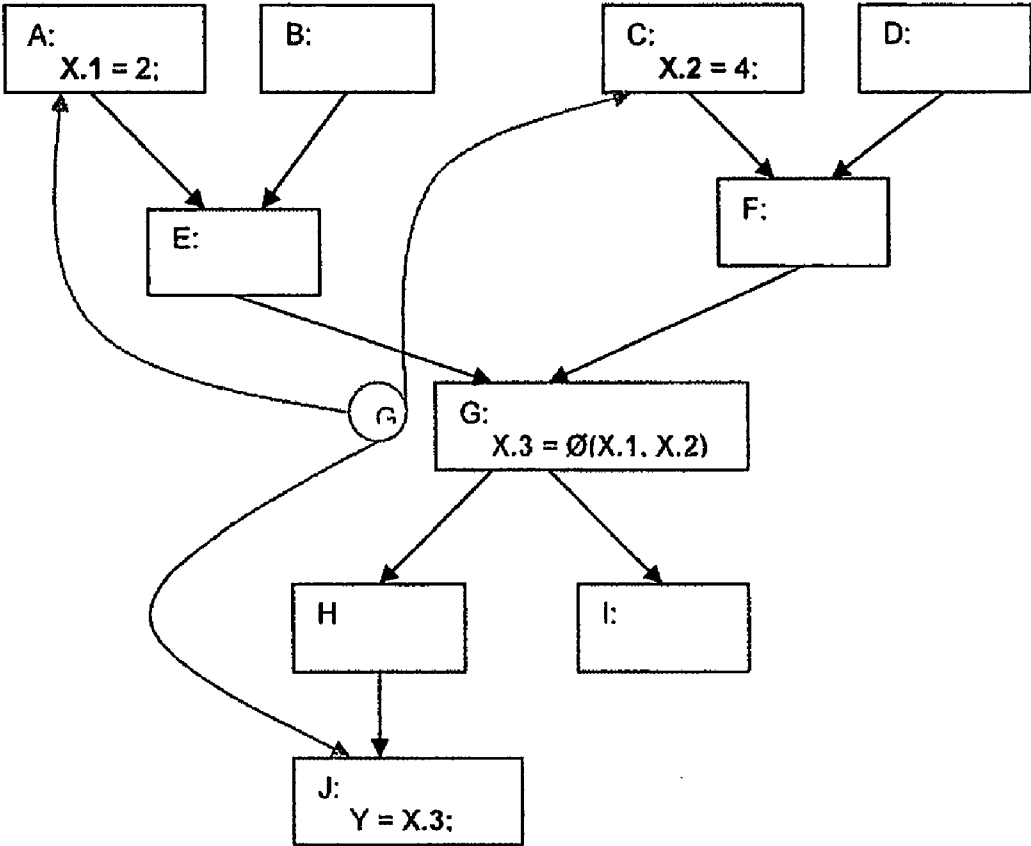 A:
X.1 = 2;
B:
C:
X.2 = 4;
D:
E:
F:
G
G:
X.3 = Ø(X.1, X.2)
H
I:
J:
Y = X.3;